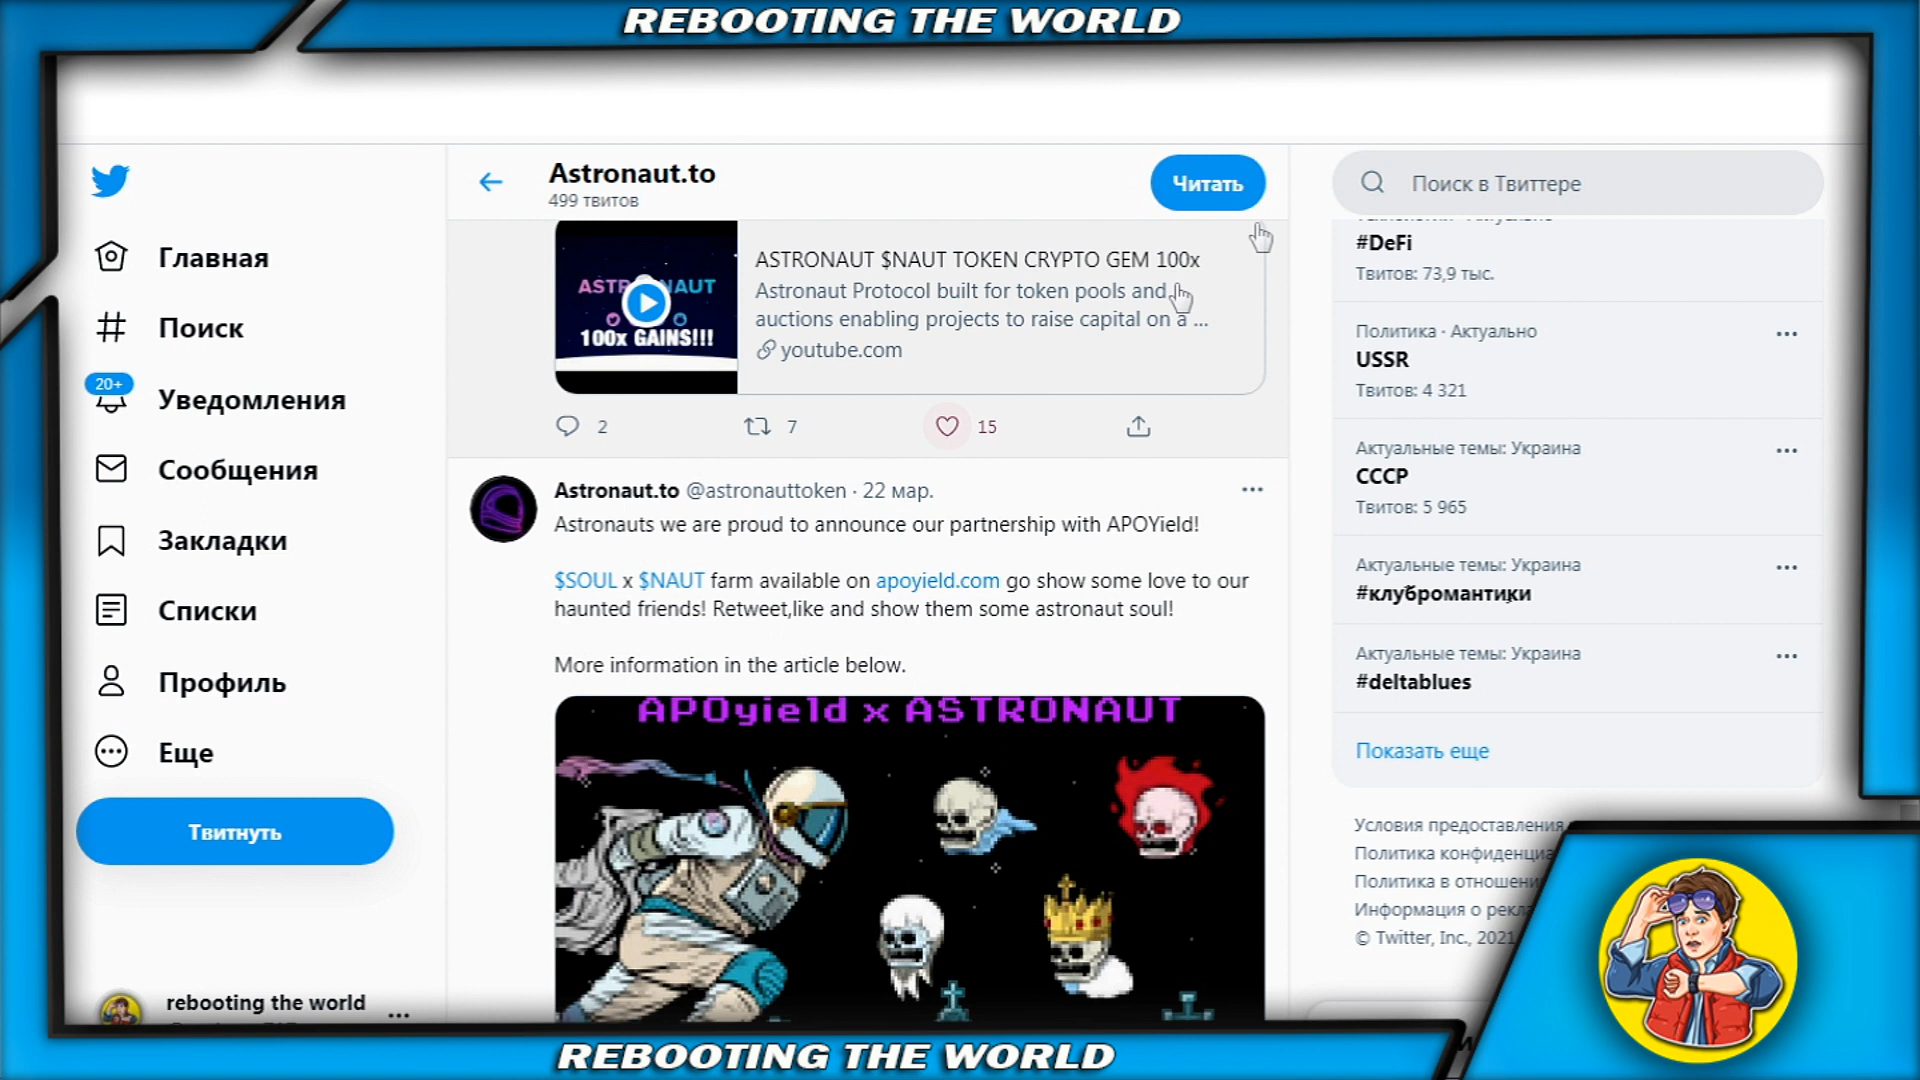 REBOOTING THE WORLD
Astronaut.to
499 твитов
Читать
Поиск в Твиттере
Главная
Поиск
20+
Уведомления
Сообщения
Закладки
Списки
Профиль
Еще
Твитнуть
rebooting the world
ASTRONAUT
100x GAINS!!!
ASTRONAUT $NAUT TOKEN CRYPTO GEM 100x
Astronaut Protocol built for token pools and
auctions enabling projects to raise capital on a ...
youtube.com
2
7
15
Astronaut.to @astronauttoken · 22 мар.
Astronauts we are proud to announce our partnership with APOYield!
$SOUL x $NAUT farm available on apoyield.com go show some love to our
haunted friends! Retweet,like and show them some astronaut soul!
More information in the article below.
APOyield x ASTRONAUT
#DeFi
Твитов: 73,9 тыс.
Политика · Актуально
USSR
Твитов: 4 321
Актуальные темы: Украина
СССР
Твитов: 5 965
Актуальные темы: Украина
#клубромантики
Актуальные темы: Украина
#deltablues
Показать еще
Условия предоставления
Политика конфиденциа
Политика в отношени
Информация о рекл
© Twitter, Inc., 2021
REBOOTING THE WORLD